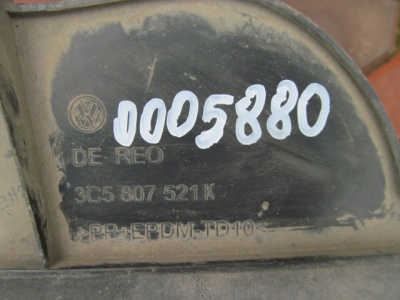 0005880
DE REO
3C5 807 521 K
>PP+EPDM-TD10<